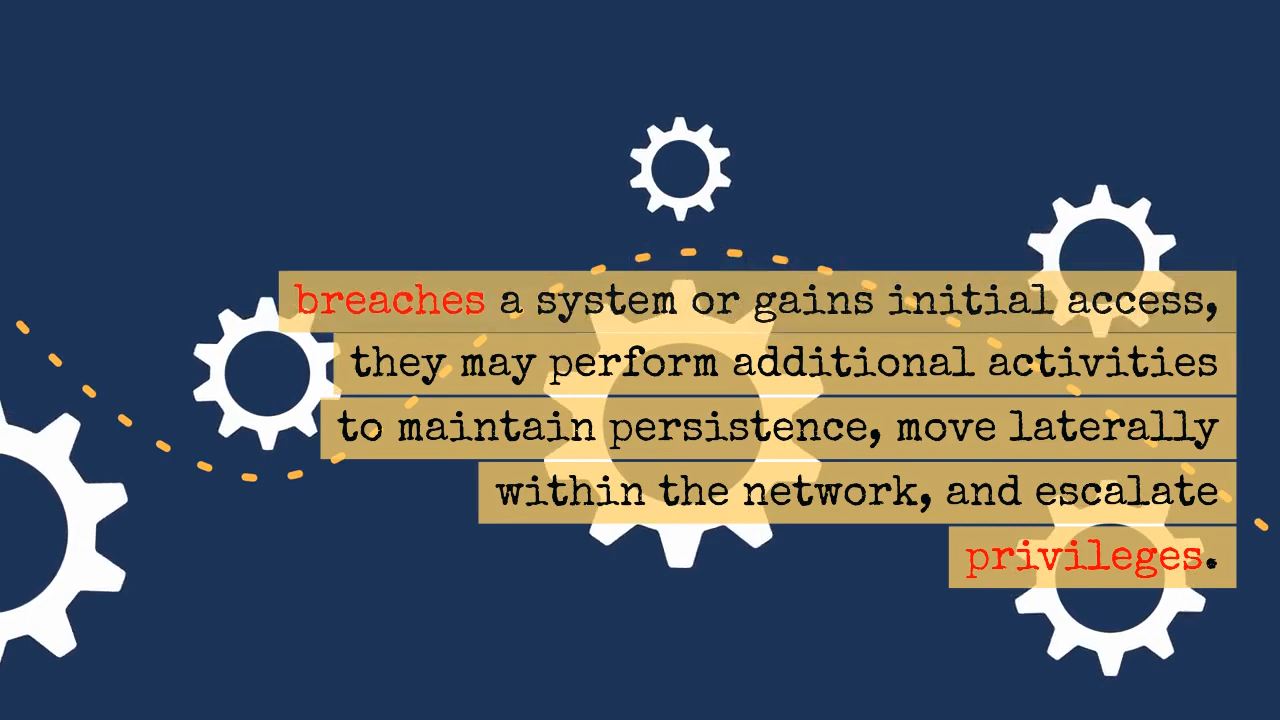 breaches a system or gains initial access,
they may perform additional activities
to maintain persistence, move laterally
within the network, and escalate
privileges.